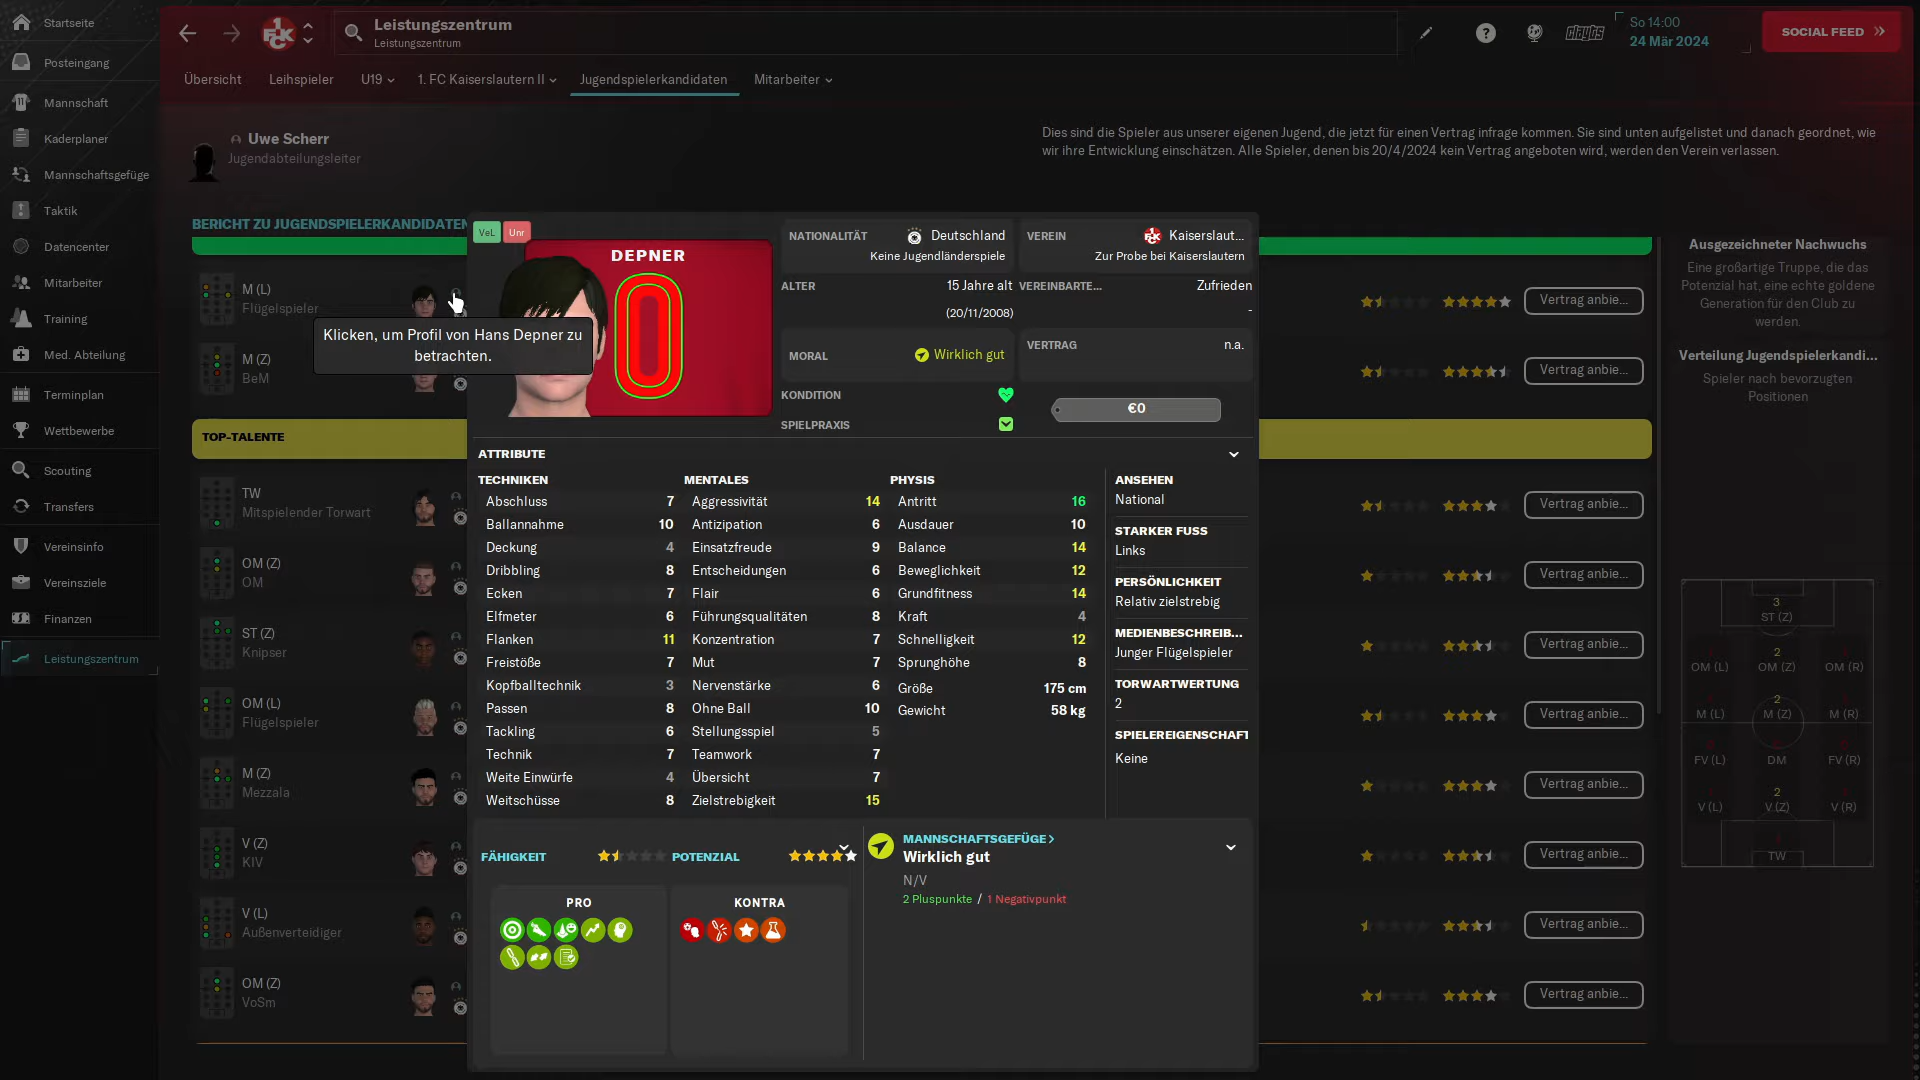 Startseite
Posteingang
Mannschaft
Kaderplaner
Mannschaftsgefüge
Taktik
Datencenter
Mitarbeiter
Training
Med. Abteilung
Terminplan
Wettbewerbe
Scouting
Transfers
Vereinsinfo
Vereinsziele
Finanzen
Leistungszentrum
Leistungszentrum
Leistungszentrum
So 14:00
24 Mär 2024
SOCIAL FEED
Übersicht
Leihspieler
U19
1. FC Kaiserslautern II
Jugendspielerkandidaten
Mitarbeiter
Uwe Scherr
Jugendabteilungsleiter
Dies sind die Spieler aus unserer eigenen Jugend, die jetzt für einen Vertrag infrage kommen. Sie sind unten aufgelistet und danach geordnet, wie
wir ihre Entwicklung einschätzen. Alle Spieler, denen bis 20/4/2024 kein Vertrag angeboten wird, werden den Verein verlassen.
BERICHT ZU JUGENDSPIELERKANDIDATEN
M (L)
Flügelspieler
Vertrag anbie...
M (Z)
BeM
Vertrag anbie...
TOP-TALENTE
TW
Mitspielender Torwart
Vertrag anbie...
OM (Z)
OM
Vertrag anbie...
ST (Z)
Knipser
Vertrag anbie...
OM (L)
Flügelspieler
Vertrag anbie...
M (Z)
Mezzala
Vertrag anbie...
V (Z)
KIV
Vertrag anbie...
V (L)
Außenverteidiger
Vertrag anbie...
OM (Z)
VoSm
Vertrag anbie...
Klicken, um Profil von Hans Depner zu
betrachten.
VeL
Unr
DEPNER
0
NATIONALITÄT
Deutschland
Keine Jugendländerspiele
VEREIN
Kaiserslaut...
Zur Probe bei Kaiserslautern
ALTER
15 Jahre alt
(20/11/2008)
VEREINBARTE...
Zufrieden
-
MORAL
Wirklich gut
VERTRAG
n.a.
KONDITION
SPIELPRAXIS
€0
ATTRIBUTE
TECHNIKEN
Abschluss 7
Ballannahme 10
Deckung 4
Dribbling 8
Ecken 7
Elfmeter 6
Flanken 11
Freistöße 7
Kopfballtechnik 3
Passen 8
Tackling 6
Technik 7
Weite Einwürfe 4
Weitschüsse 8
MENTALES
Aggressivität 14
Antizipation 6
Einsatzfreude 9
Entscheidungen 6
Flair 6
Führungsqualitäten 8
Konzentration 7
Mut 7
Nervenstärke 6
Ohne Ball 10
Stellungsspiel 5
Teamwork 7
Übersicht 7
Zielstrebigkeit 15
PHYSIS
Antritt 16
Ausdauer 10
Balance 14
Beweglichkeit 12
Grundfitness 14
Kraft 4
Schnelligkeit 12
Sprunghöhe 8
Größe 175 cm
Gewicht 58 kg
ANSEHEN
National
STARKER FUSS
Links
PERSÖNLICHKEIT
Relativ zielstrebig
MEDIENBESCHREIB...
Junger Flügelspieler
TORWARTWERTUNG
2
SPIELEREIGENSCHAFT
Keine
FÄHIGKEIT
POTENZIAL
PRO
KONTRA
MANNSCHAFTSGEFÜGE
Wirklich gut
N/V
2 Pluspunkte / 1 Negativpunkt
Ausgezeichneter Nachwuchs
Eine großartige Truppe, die das
Potenzial hat, eine echte goldene
Generation für den Club zu
werden.
Verteilung Jugendspielerkandi...
Spieler nach bevorzugten
Positionen
3
ST (Z)
2
OM (L) OM (Z) OM (R)
2
M (L) M (Z) M (R)
FV (L) DM FV (R)
2
V (L) V (Z) V (R)
TW